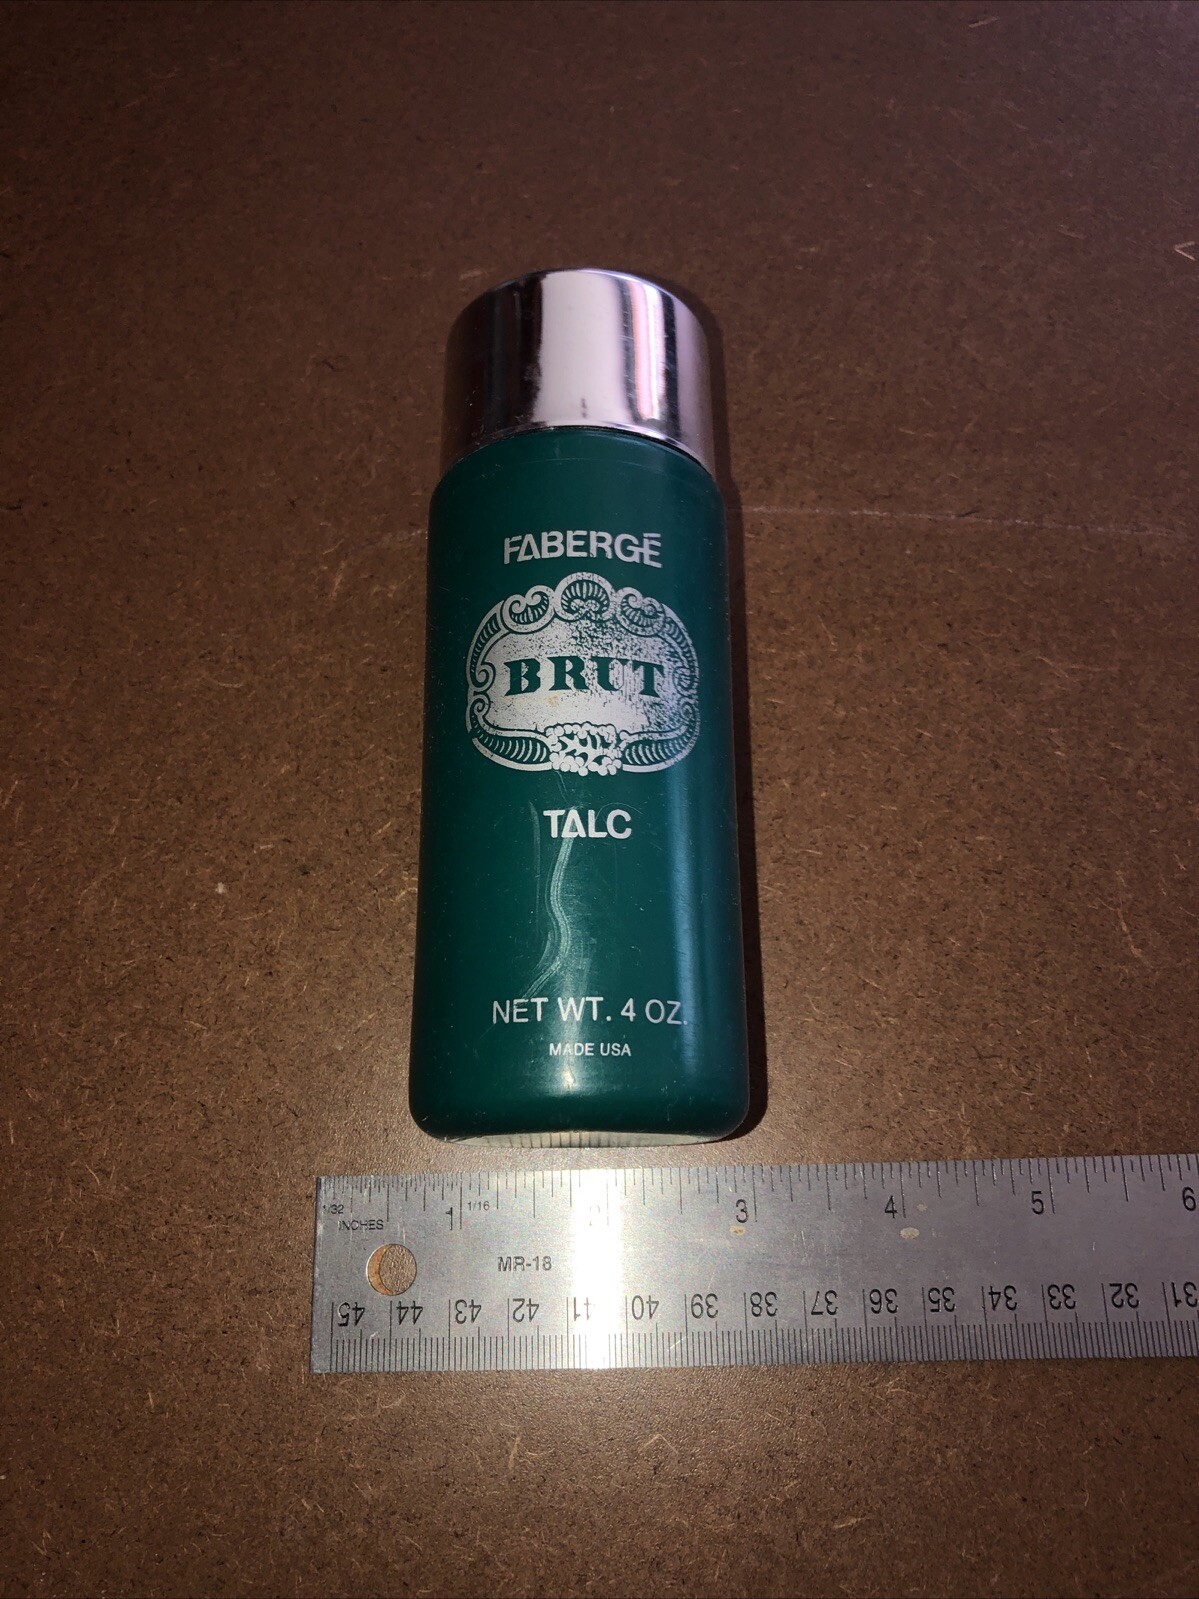 FABERGÉ
BRUT
TALC
NET WT. 4 OZ.
MADE USA
1/32 1 1/16 2 3 4 5 6
INCHES
MR-18
45 44 43 42 41 40 39 38 37 36 35 34 33 32 31